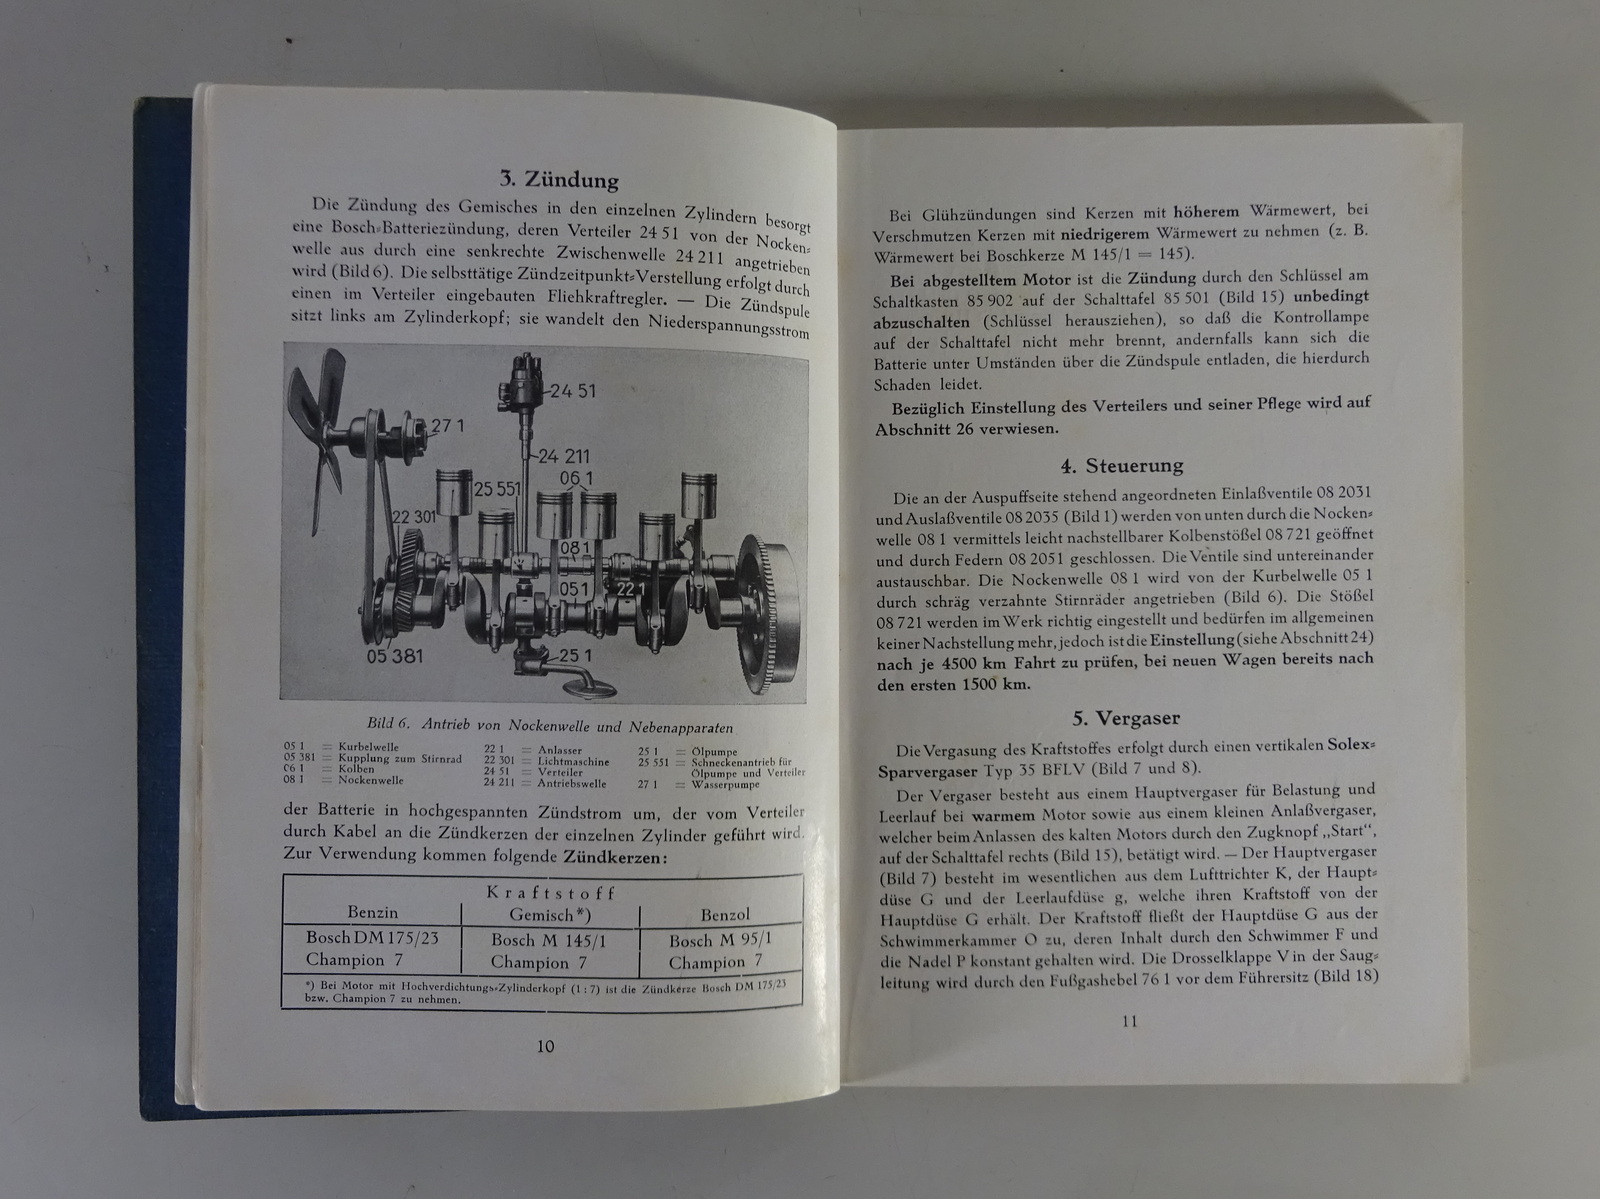 3. Zündung
Die Zündung des Gemisches in den einzelnen Zylindern besorgt
eine Bosch-Batteriezündung, deren Verteiler 24 51 von der Nocken-
welle aus durch eine senkrechte Zwischenwelle 24 211 angetrieben
wird (Bild 6). Die selbsttätige Zündzeitpunkt-Verstellung erfolgt durch
einen im Verteiler eingebauten Fliehkraftregler. — Die Zündspule
sitzt links am Zylinderkopf; sie wandelt den Niederspannungsstrom
24 51
27 1
24 211
06 1
25 551
22 301
08 1
05 1
22 1
05 381
25 1
Bild 6. Antrieb von Nockenwelle und Nebenapparaten
05 1 = Kurbelwelle
05 381 = Kupplung zum Stirnrad
06 1 = Kolben
08 1 = Nockenwelle
22 1 = Anlasser
22 301 = Lichtmaschine
24 51 = Verteiler
24 211 = Antriebswelle
25 1 = Ölpumpe
25 551 = Schneckenantrieb für
Ölpumpe und Verteiler
27 1 = Wasserpumpe
der Batterie in hochgespannten Zündstrom um, der vom Verteiler
durch Kabel an die Zündkerzen der einzelnen Zylinder geführt wird.
Zur Verwendung kommen folgende Zündkerzen:
Kraftstoff
Benzin Gemisch*) Benzol
Bosch DM 175/23 Bosch M 145/1 Bosch M 95/1
Champion 7 Champion 7 Champion 7
*) Bei Motor mit Hochverdichtungs-Zylinderkopf (1 : 7) ist die Zündkerze Bosch DM 175/23
bzw. Champion 7 zu nehmen.
10
Bei Glühzündungen sind Kerzen mit höherem Wärmewert, bei
Verschmutzen Kerzen mit niedrigerem Wärmewert zu nehmen (z. B.
Wärmewert bei Boschkerze M 145/1 = 145).
Bei abgestelltem Motor ist die Zündung durch den Schlüssel am
Schaltkasten 85 902 auf der Schalttafel 85 501 (Bild 15) unbedingt
abzuschalten (Schlüssel herausziehen), so daß die Kontrollampe
auf der Schalttafel nicht mehr brennt, andernfalls kann sich die
Batterie unter Umständen über die Zündspule entladen, die hierdurch
Schaden leidet.
Bezüglich Einstellung des Verteilers und seiner Pflege wird auf
Abschnitt 26 verwiesen.
4. Steuerung
Die an der Auspuffseite stehend angeordneten Einlaßventile 08 2031
und Auslaßventile 08 2035 (Bild 1) werden von unten durch die Nocken-
welle 08 1 vermittels leicht nachstellbarer Kolbenstößel 08 721 geöffnet
und durch Federn 08 2051 geschlossen. Die Ventile sind untereinander
austauschbar. Die Nockenwelle 08 1 wird von der Kurbelwelle 05 1
durch schräg verzahnte Stirnräder angetrieben (Bild 6). Die Stößel
08 721 werden im Werk richtig eingestellt und bedürfen im allgemeinen
keiner Nachstellung mehr, jedoch ist die Einstellung (siehe Abschnitt 24)
nach je 4500 km Fahrt zu prüfen, bei neuen Wagen bereits nach
den ersten 1500 km.
5. Vergaser
Die Vergasung des Kraftstoffes erfolgt durch einen vertikalen Solex-
Sparvergaser Typ 35 BFLV (Bild 7 und 8).
Der Vergaser besteht aus einem Hauptvergaser für Belastung und
Leerlauf bei warmem Motor sowie aus einem kleinen Anlaßvergaser,
welcher beim Anlassen des kalten Motors durch den Zugknopf „Start“,
auf der Schalttafel rechts (Bild 15), betätigt wird. — Der Hauptvergaser
(Bild 7) besteht im wesentlichen aus dem Lufttrichter K, der Haupt-
düse G und der Leerlaufdüse g, welche ihren Kraftstoff von der
Hauptdüse G erhält. Der Kraftstoff fließt der Hauptdüse G aus der
Schwimmerkammer O zu, deren Inhalt durch den Schwimmer F und
die Nadel P konstant gehalten wird. Die Drosselklappe V in der Saug-
leitung wird durch den Fußgashebel 76 1 vor dem Führersitz (Bild 18)
11